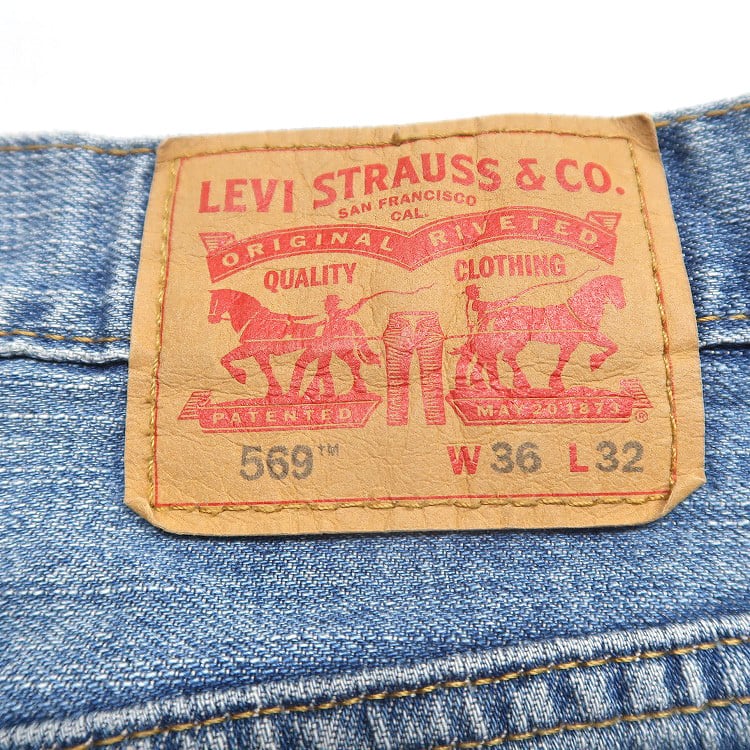 LEVI STRAUSS & CO.
SAN FRANCISCO
CAL.
ORIGINAL RIVETED
QUALITY CLOTHING
PATENTED MAY 20 1873 ®
569™ W 36 L 32